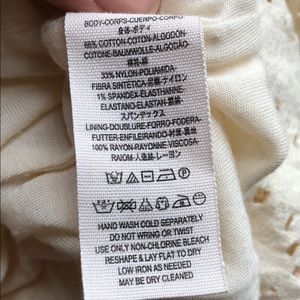 BODY-CORPS-CUERPO-CORPO-
身体-ボディ
66% COTTON-COTON-ALGODÓN-
COTONE-BAUMWOLLE-ALGODÃO-
棉花-綿
33% NYLON-POLIAMIDA-
FIBRA SINTETICA-尼龙-ナイロン
1% SPANDEX-ELASTHANNE-
ELASTANO-ELASTAN-氨纶-
スパンデックス
LINING-DOUBLURE-FORRO-FODERA-
FUTTER-ENFILEIRANDO-衬-裏地
100% RAYON-RAYONNE-VISCOSA-
RAION-人造絲-レーヨン
HAND WASH COLD SEPARATELY
DO NOT WRING OR TWIST
USE ONLY NON-CHLORINE BLEACH
RESHAPE & LAY FLAT TO DRY
LOW IRON AS NEEDED
MAY BE DRY CLEANED